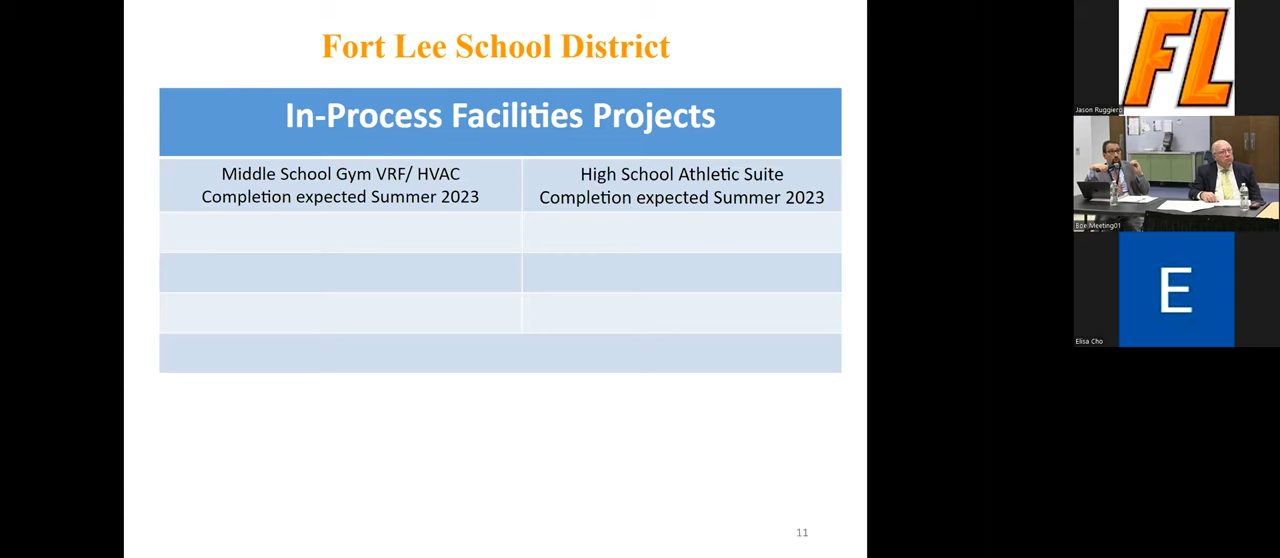 Fort Lee School District
In-Process Facilities Projects
Middle School Gym VRF/ HVAC
Completion expected Summer 2023
High School Athletic Suite
Completion expected Summer 2023
11
FL
Jason Ruggiero
Boe Meeting01
E
Elisa Cho